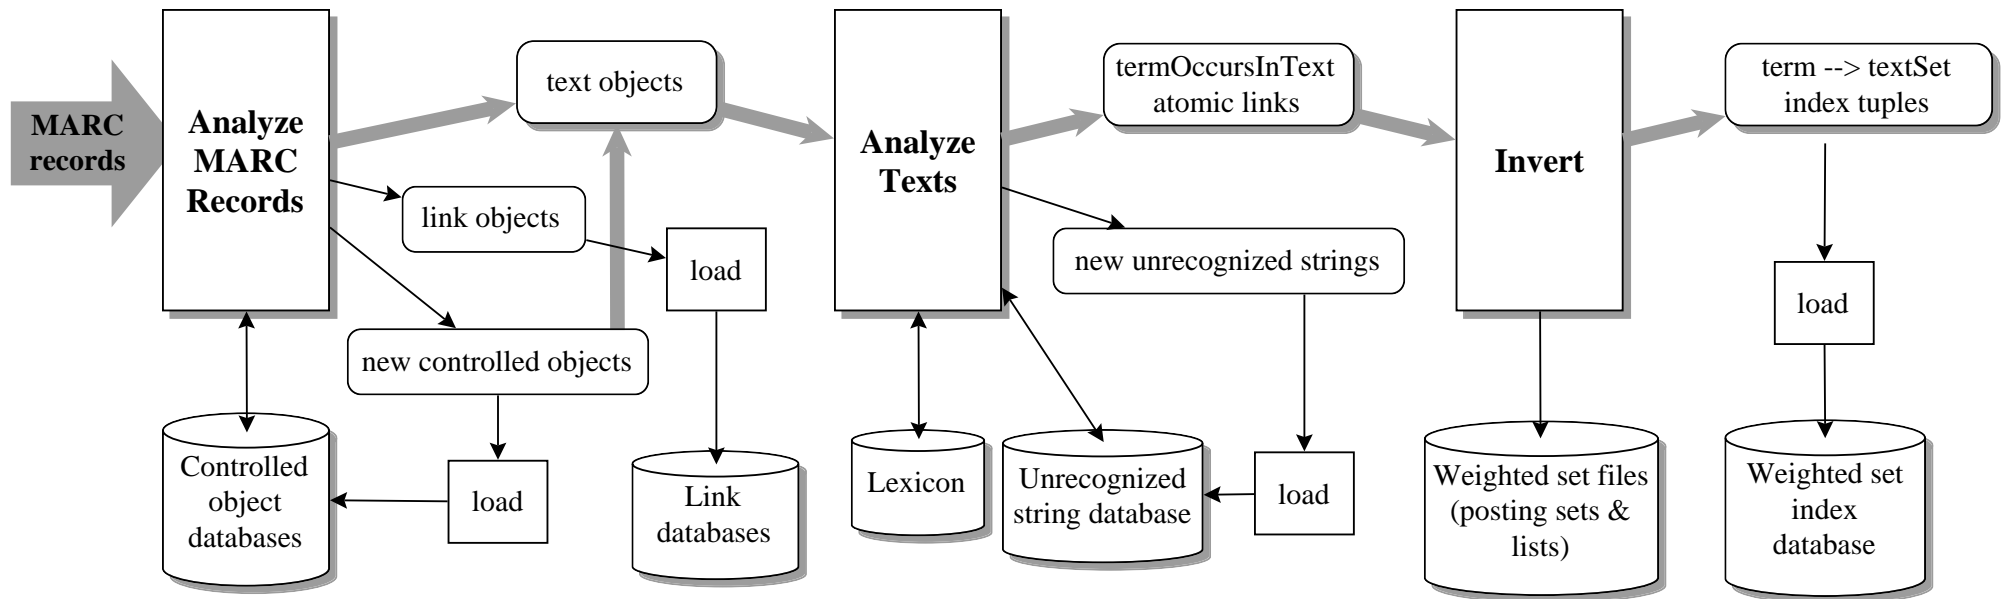 MARC
records
Analyze
MARC
Records
text objects
link objects
load
new controlled objects
Controlled
object
databases
load
Link
databases
Analyze
Texts
termOccursInText
atomic links
new unrecognized strings
Lexicon
Unrecognized
string database
load
Invert
Weighted set files
(posting sets &
lists)
term --> textSet
index tuples
load
Weighted set
index
database